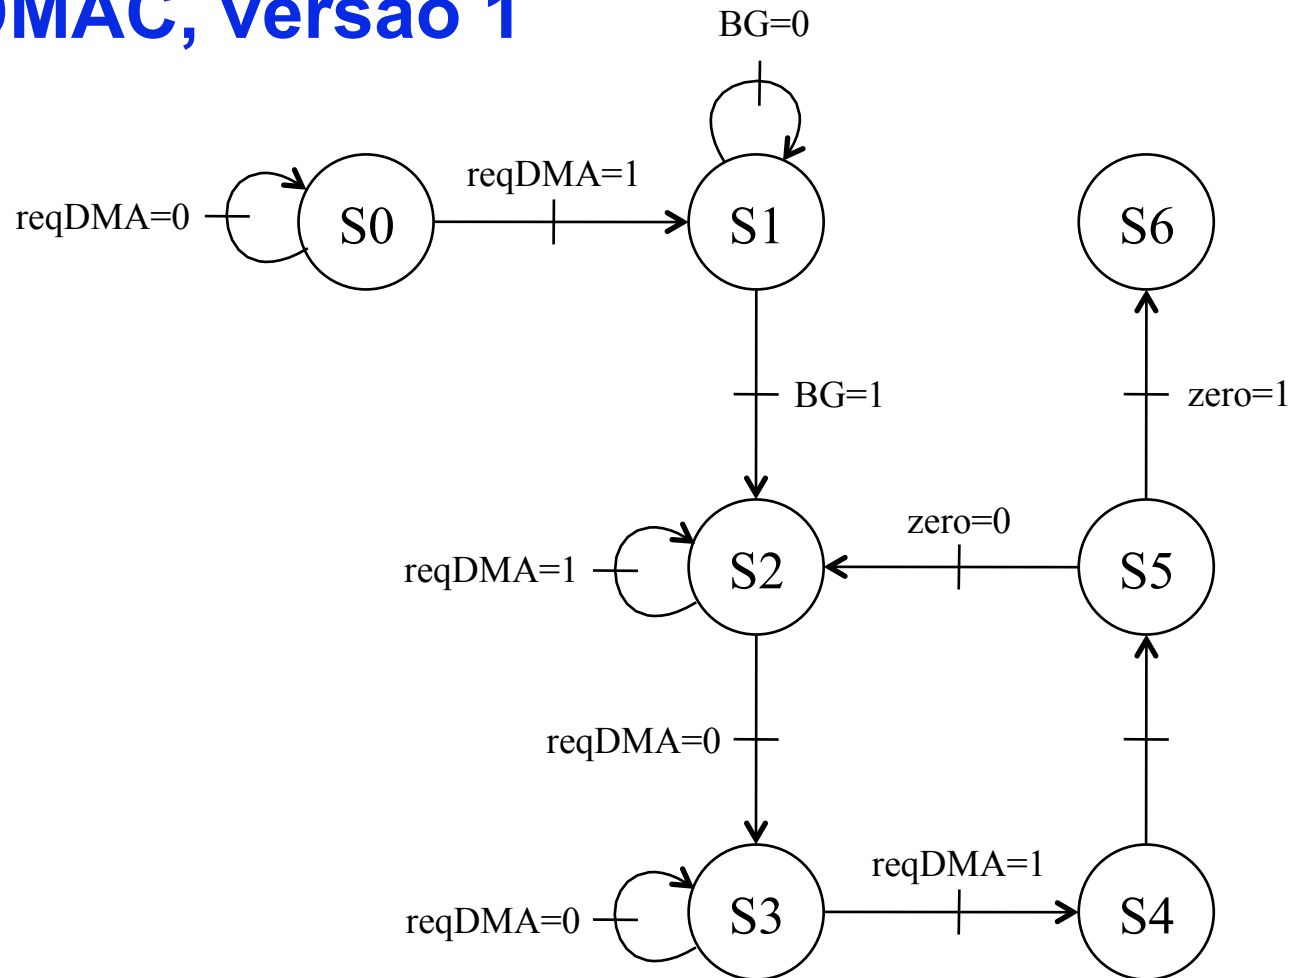 DMAC, versão 1
BG=0
reqDMA=1
reqDMA=0
S0
S1
S6
BG=1
zero=1
zero=0
reqDMA=1
S2
S5
reqDMA=0
reqDMA=1
reqDMA=0
S3
S4